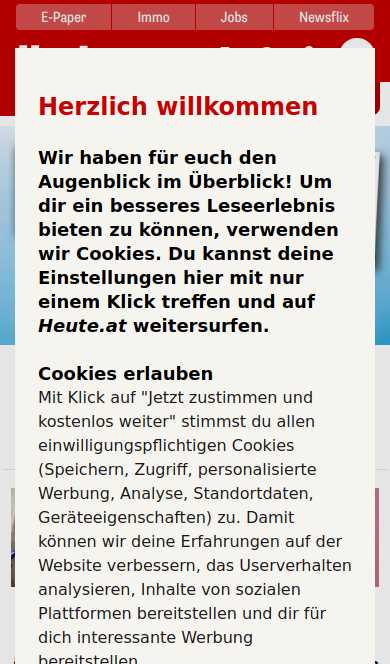 E-Paper
Immo
Jobs
Newsflix
Herzlich willkommen
Wir haben für euch den
Augenblick im Überblick! Um
dir ein besseres Leseerlebnis
bieten zu können, verwenden
wir Cookies. Du kannst deine
Einstellungen hier mit nur
einem Klick treffen und auf
Heute.at weitersurfen.
Cookies erlauben
Mit Klick auf "Jetzt zustimmen und
kostenlos weiter" stimmst du allen
einwilligungspflichtigen Cookies
(Speichern, Zugriff, personalisierte
Werbung, Analyse, Standortdaten,
Geräteeigenschaften) zu. Damit
können wir deine Erfahrungen auf der
Website verbessern, das Userverhalten
analysieren, Inhalte von sozialen
Plattformen bereitstellen und dir für
dich interessante Werbung
bereitstellen